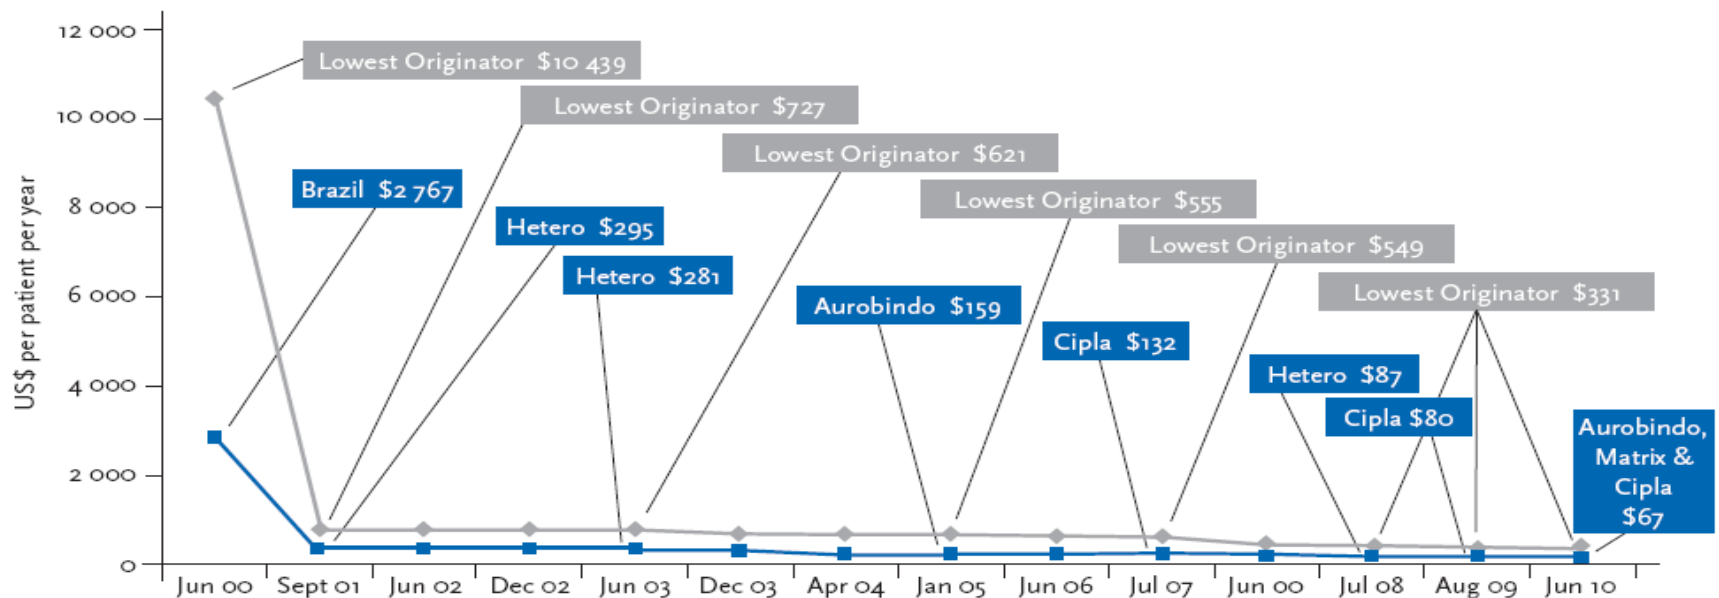 12 000
10 000
8 000
6 000
4 000
2 000
0
US$ per patient per year
Lowest Originator $10 439
Lowest Originator $727
Lowest Originator $621
Brazil $2 767
Lowest Originator $555
Hetero $295
Lowest Originator $549
Hetero $281
Lowest Originator $331
Aurobindo $159
Cipla $132
Hetero $87
Cipla $80
Aurobindo,
Matrix &
Cipla
$67
Jun 00 Sept 01 Jun 02 Dec 02 Jun 03 Dec 03 Apr 04 Jan 05 Jun 06 Jul 07 Jun 00 Jul 08 Aug 09 Jun 10